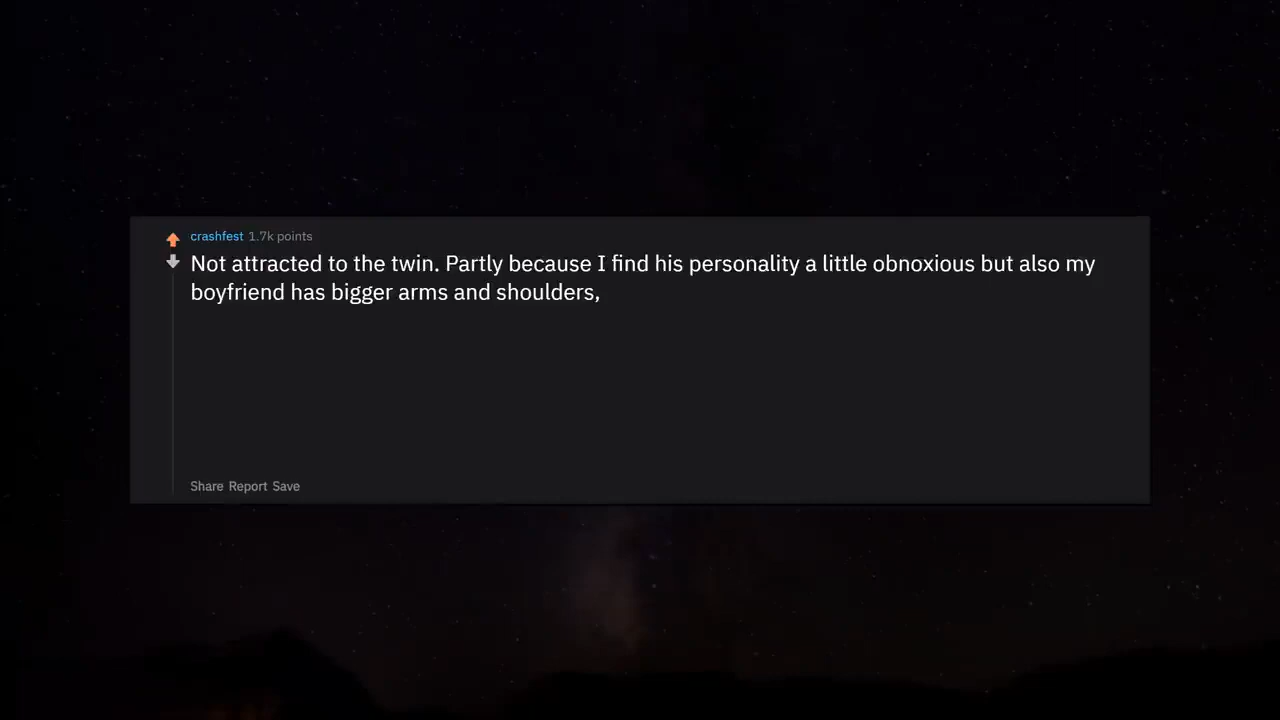 crashfest 1.7k points
Not attracted to the twin. Partly because I find his personality a little obnoxious but also my
boyfriend has bigger arms and shoulders,
Share Report Save